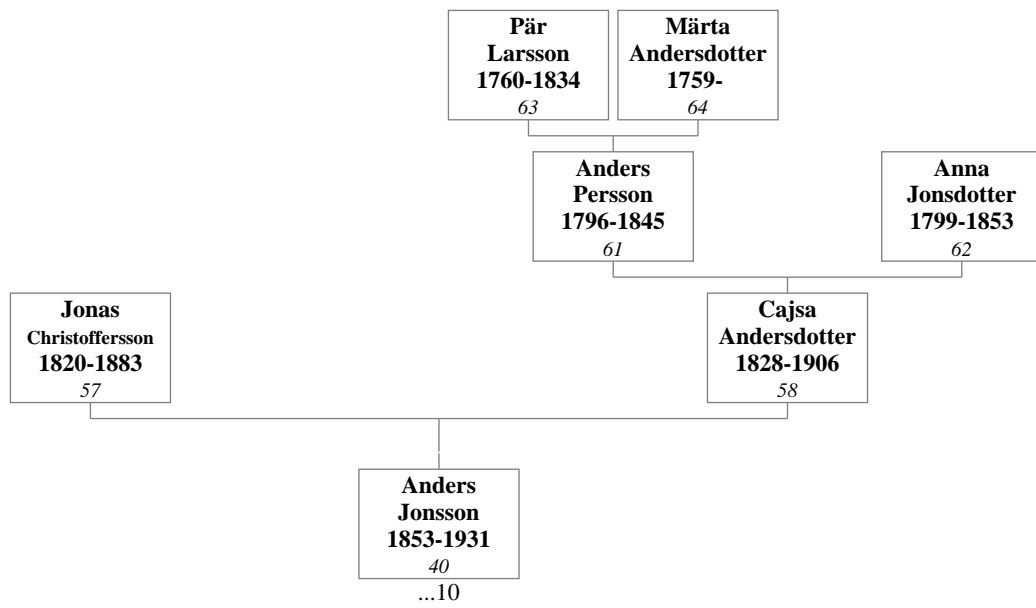 Pär
Larsson
1760-1834
63
Märta
Andersdotter
1759-
64
Anders
Persson
1796-1845
61
Anna
Jonsdotter
1799-1853
62
Jonas
Christoffersson
1820-1883
57
Cajsa
Andersdotter
1828-1906
58
Anders
Jonsson
1853-1931
40
...10